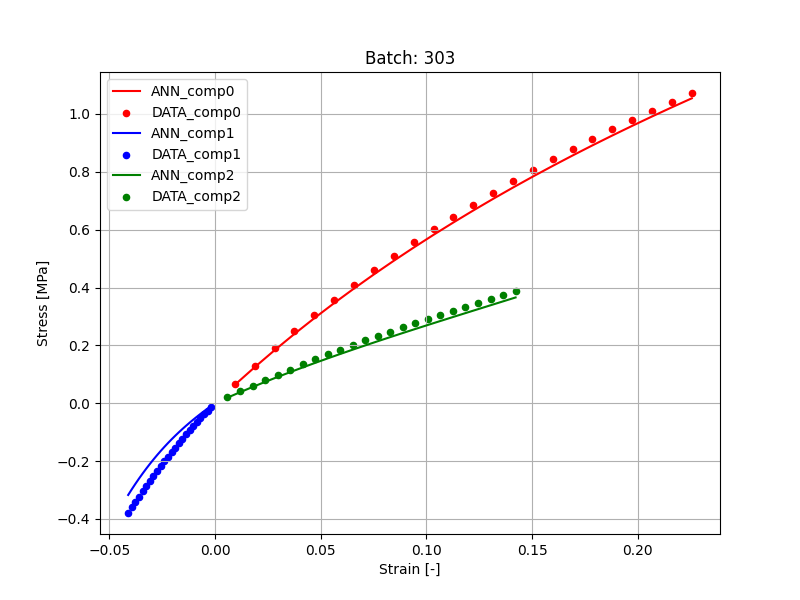 Batch: 303
ANN_comp0
DATA_comp0
ANN_comp1
DATA_comp1
ANN_comp2
DATA_comp2
1.0
0.8
0.6
0.4
0.2
0.0
−0.2
−0.4
Stress [MPa]
−0.05 0.00 0.05 0.10 0.15 0.20
Strain [-]